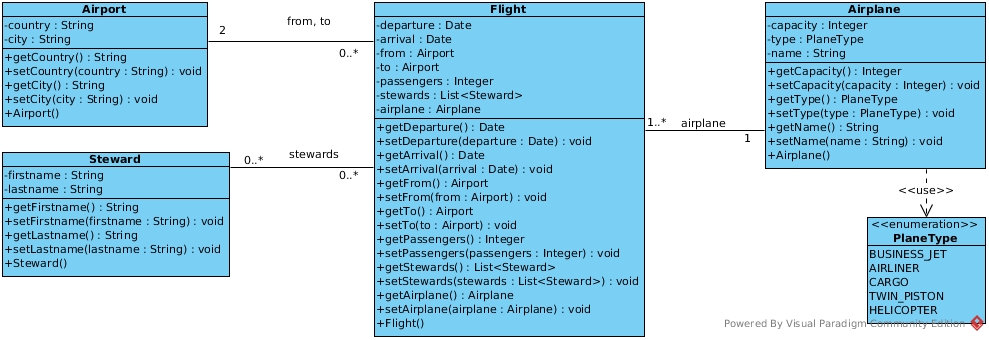 Airport
-country : String
-city : String
+getCountry() : String
+setCountry(country : String) : void
+getCity() : String
+setCity(city : String) : void
+Airport()
from, to
2
0..*
Steward
-firstname : String
-lastname : String
+getFirstname() : String
+setFirstname(firstname : String) : void
+getLastname() : String
+setLastname(lastname : String) : void
+Steward()
stewards
0..*
0..*
Flight
-departure : Date
-arrival : Date
-from : Airport
-to : Airport
-passengers : Integer
-stewards : List<Steward>
-airplane : Airplane
+getDeparture() : Date
+setDeparture(departure : Date) : void
+getArrival() : Date
+setArrival(arrival : Date) : void
+getFrom() : Airport
+setFrom(from : Airport) : void
+getTo() : Airport
+setTo(to : Airport) : void
+getPassengers() : Integer
+setPassengers(passengers : Integer) : void
+getStewards() : List<Steward>
+setStewards(stewards : List<Steward>) : void
+getAirplane() : Airplane
+setAirplane(airplane : Airplane) : void
+Flight()
1..*
airplane
1
Airplane
-capacity : Integer
-type : PlaneType
-name : String
+getCapacity() : Integer
+setCapacity(capacity : Integer) : void
+getType() : PlaneType
+setType(type : PlaneType) : void
+getName() : String
+setName(name : String) : void
+Airplane()
<<use>>
<<enumeration>>
PlaneType
BUSINESS_JET
AIRLINER
CARGO
TWIN_PISTON
HELICOPTER
Powered By Visual Paradigm Community Edition